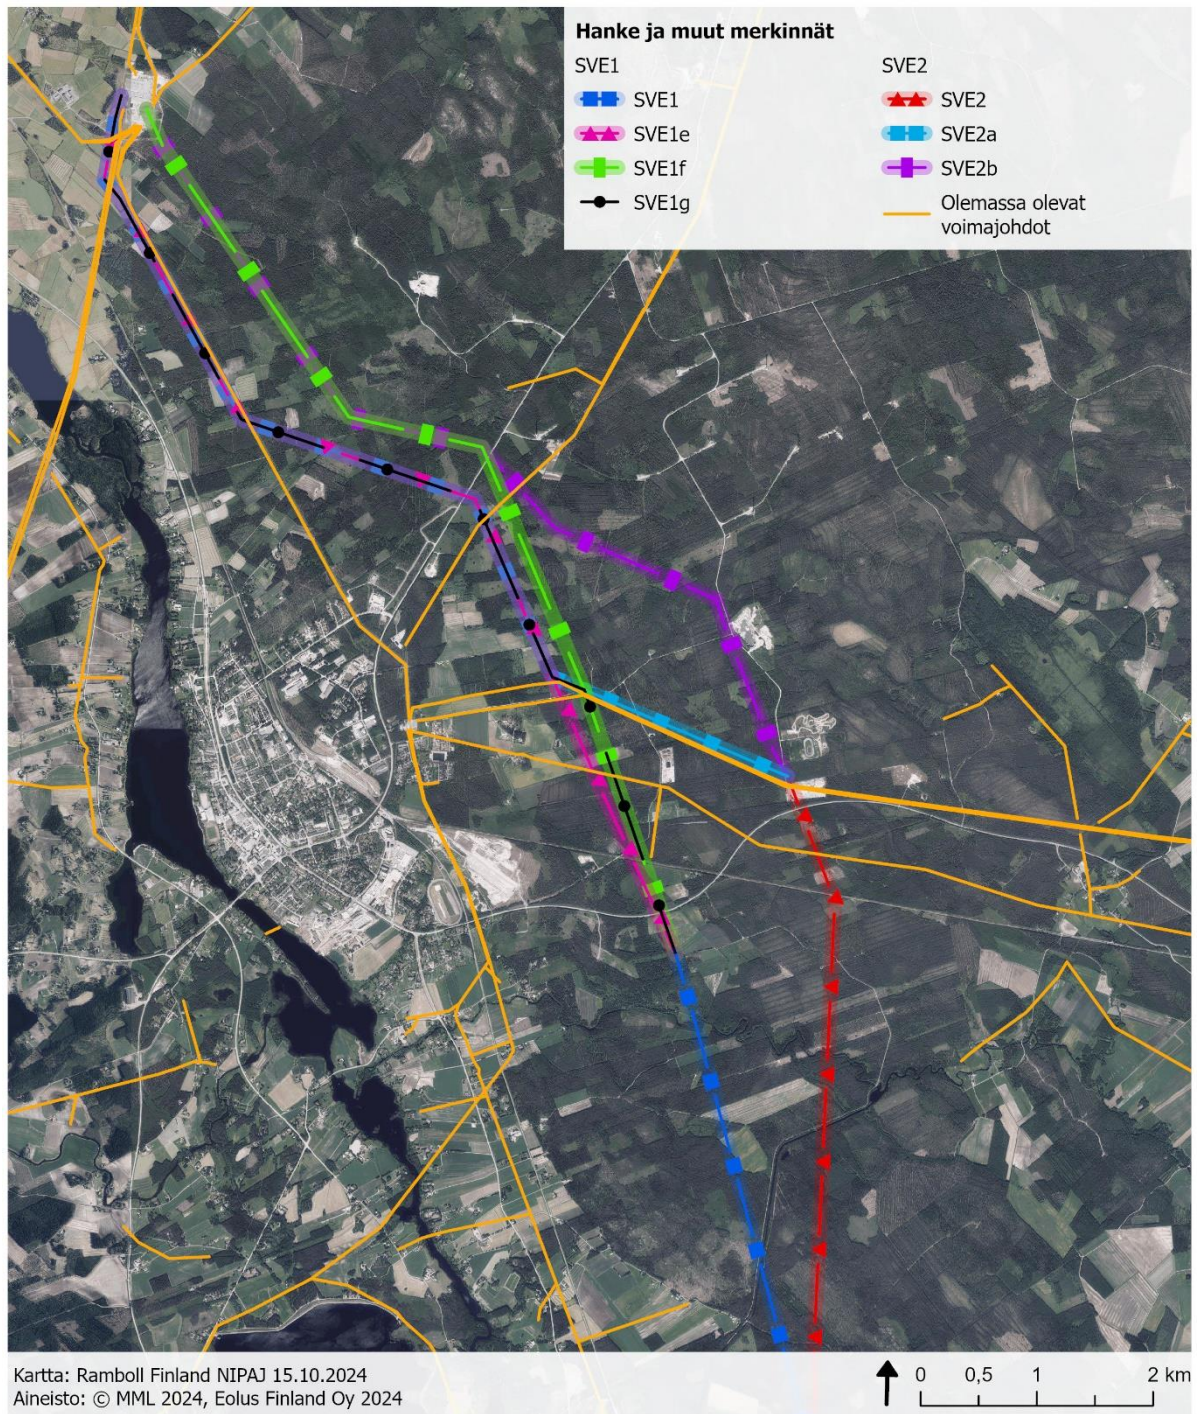 Hanke ja muut merkinnät
SVE1
SVE1
SVE1e
SVE1f
SVE1g
SVE2
SVE2
SVE2a
SVE2b
Olemassa olevat
voimajohdot
Kartta: Ramboll Finland NIPAJ 15.10.2024
Aineisto: © MML 2024, Eolus Finland Oy 2024
0 0,5 1 2 km